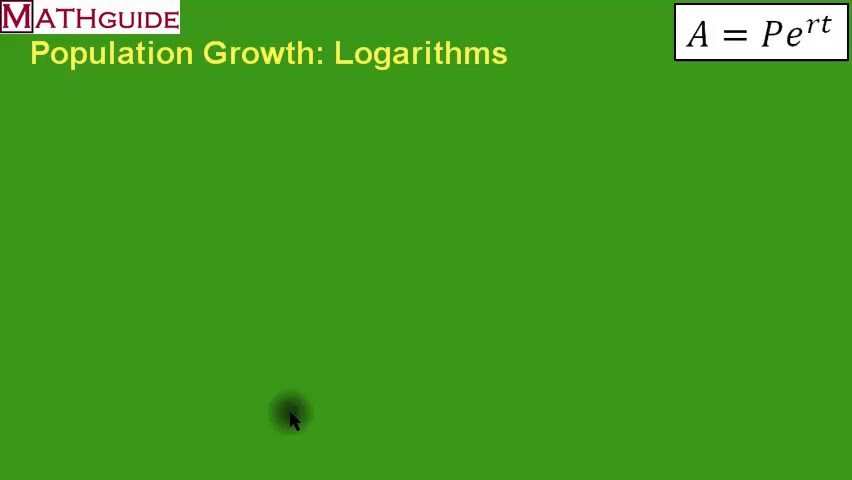 MATHGUIDE
Population Growth: Logarithms
A = Pe^{rt}